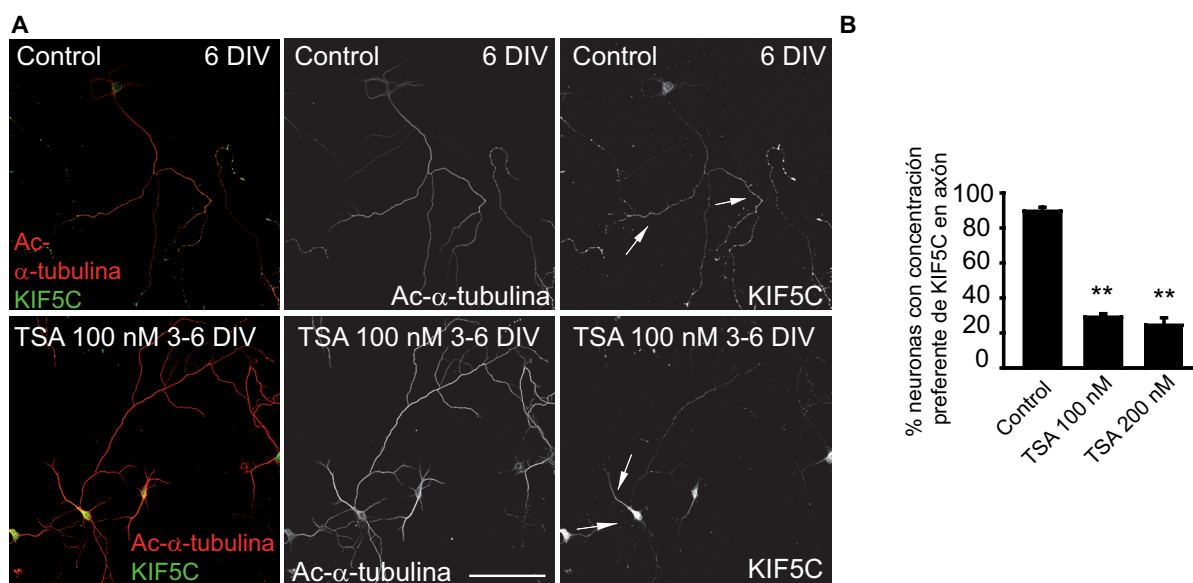 A
Control 6 DIV
Ac-
α-tubulina
KIF5C
Control 6 DIV
Ac-α-tubulina
Control 6 DIV
KIF5C
TSA 100 nM 3-6 DIV
Ac-α-tubulina
KIF5C
TSA 100 nM 3-6 DIV
Ac-α-tubulina
TSA 100 nM 3-6 DIV
KIF5C
B
% neuronas con concentración
preferente de KIF5C en axón
100
80
60
40
20
0
**
**
Control
TSA 100 nM
TSA 200 nM